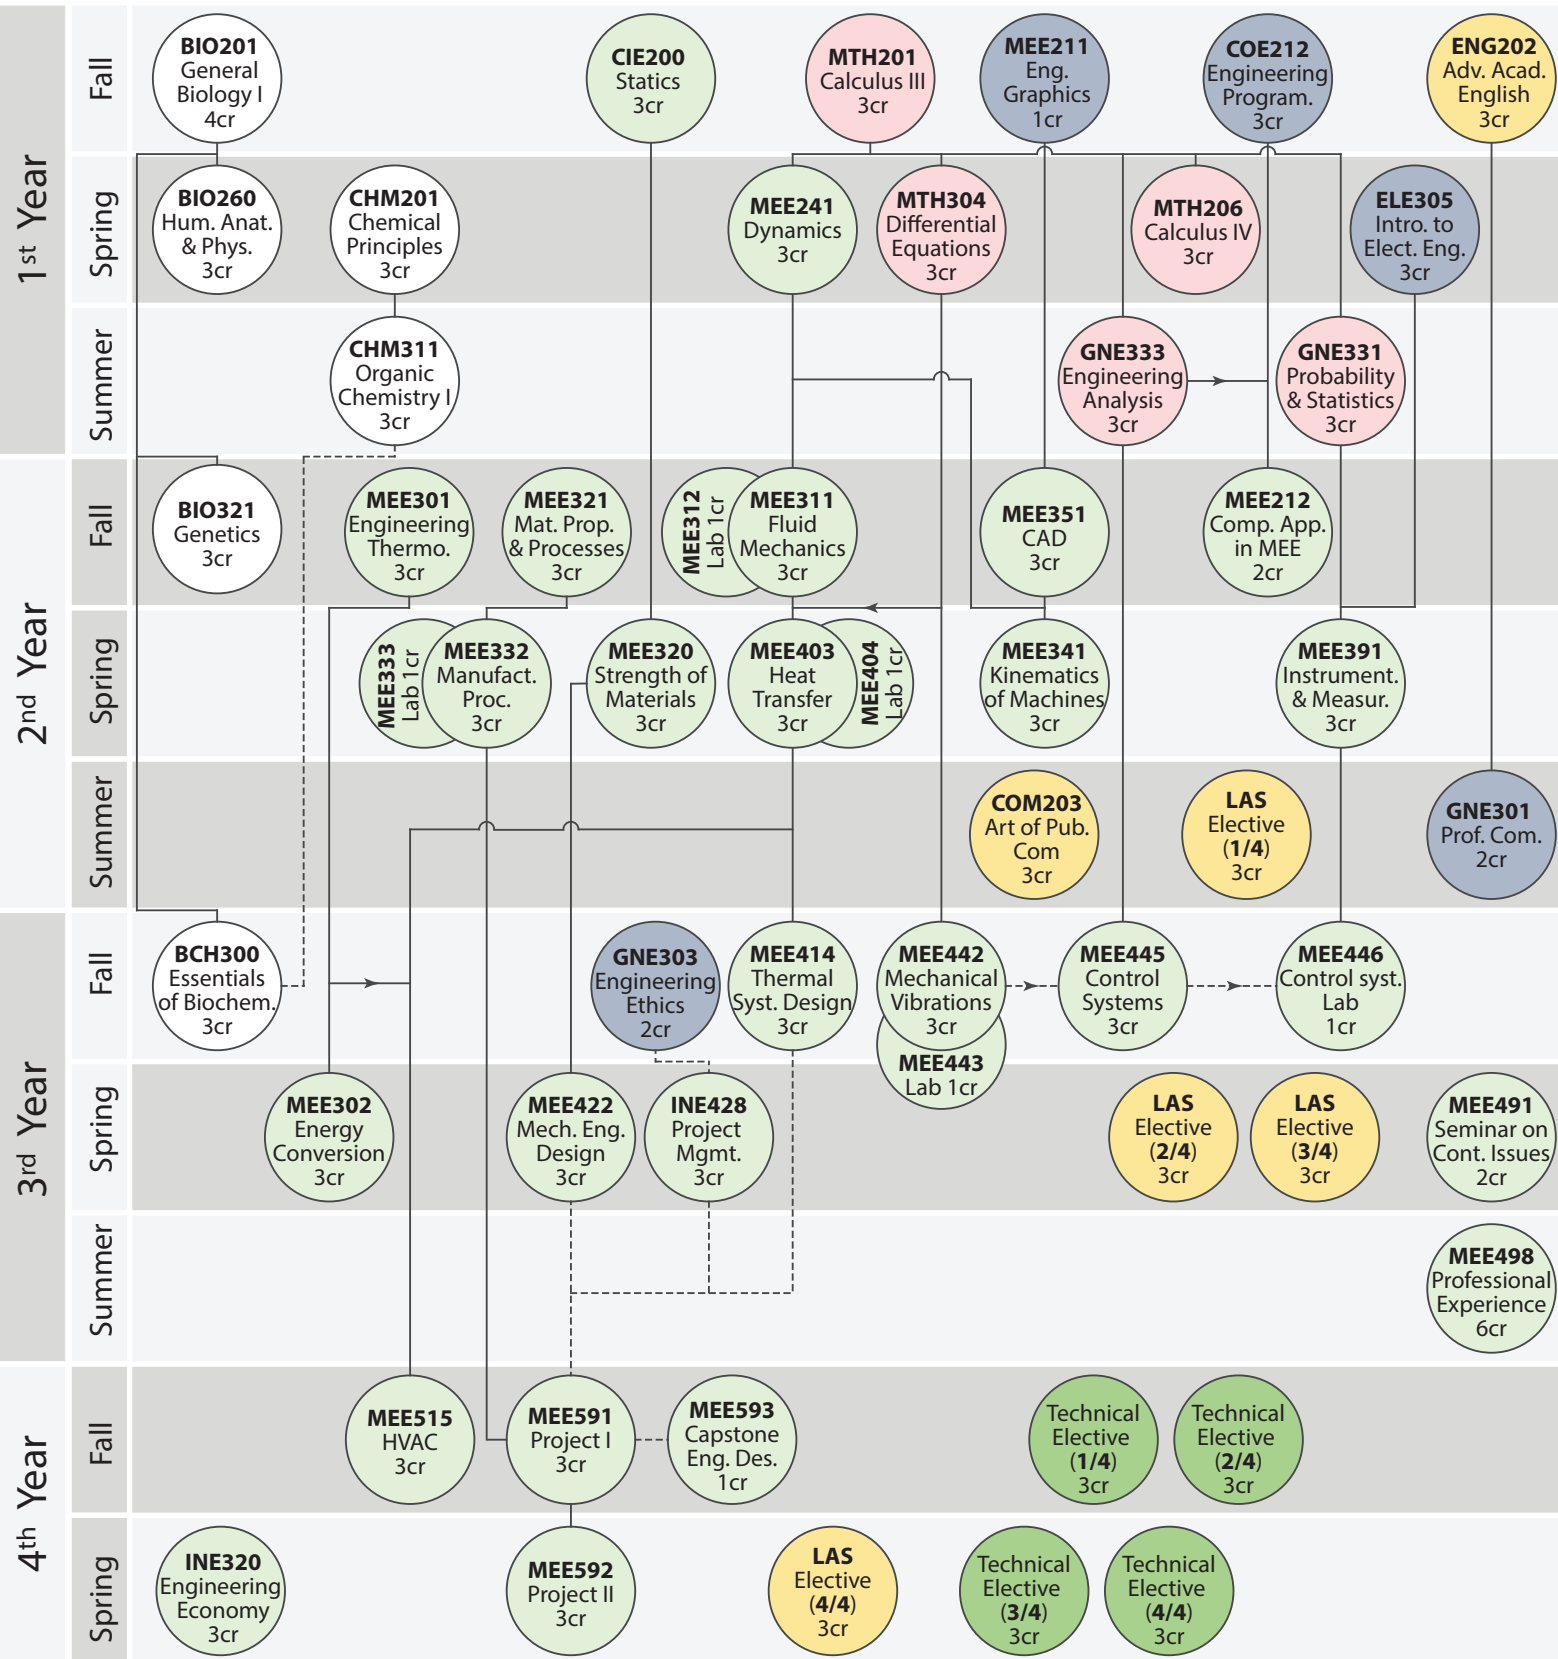 1st Year
Fall
BIO201
General
Biology I
4cr
CIE200
Statics
3cr
MTH201
Calculus III
3cr
MEE211
Eng.
Graphics
1cr
COE212
Engineering
Program.
3cr
ENG202
Adv. Acad.
English
3cr
Spring
BIO260
Hum. Anat.
& Phys.
3cr
CHM201
Chemical
Principles
3cr
MEE241
Dynamics
3cr
MTH304
Differential
Equations
3cr
MTH206
Calculus IV
3cr
ELE305
Intro. to
Elect. Eng.
3cr
Summer
CHM311
Organic
Chemistry I
3cr
GNE333
Engineering
Analysis
3cr
GNE331
Probability
& Statistics
3cr
2nd Year
Fall
BIO321
Genetics
3cr
MEE301
Engineering
Thermo.
3cr
MEE321
Mat. Prop.
& Processes
3cr
MEE312
Lab 1cr
MEE311
Fluid
Mechanics
3cr
MEE351
CAD
3cr
MEE212
Comp. App.
in MEE
2cr
Spring
MEE333
Lab 1cr
MEE332
Manufact.
Proc.
3cr
MEE320
Strength of
Materials
3cr
MEE403
Heat
Transfer
3cr
MEE404
Lab 1cr
MEE341
Kinematics
of Machines
3cr
MEE391
Instrument.
& Measur.
3cr
Summer
COM203
Art of Pub.
Com
3cr
LAS
Elective
(1/4)
3cr
GNE301
Prof. Com.
2cr
3rd Year
Fall
BCH300
Essentials
of Biochem.
3cr
GNE303
Engineering
Ethics
2cr
MEE414
Thermal
Syst. Design
3cr
MEE442
Mechanical
Vibrations
3cr
MEE443
Lab 1cr
MEE445
Control
Systems
3cr
MEE446
Control syst.
Lab
1cr
Spring
MEE302
Energy
Conversion
3cr
MEE422
Mech. Eng.
Design
3cr
INE428
Project
Mgmt.
3cr
LAS
Elective
(2/4)
3cr
LAS
Elective
(3/4)
3cr
MEE491
Seminar on
Cont. Issues
2cr
Summer
MEE498
Professional
Experience
6cr
4th Year
Fall
MEE515
HVAC
3cr
MEE591
Project I
3cr
MEE593
Capstone
Eng. Des.
1cr
Technical
Elective
(1/4)
3cr
Technical
Elective
(2/4)
3cr
Spring
INE320
Engineering
Economy
3cr
MEE592
Project II
3cr
LAS
Elective
(4/4)
3cr
Technical
Elective
(3/4)
3cr
Technical
Elective
(4/4)
3cr